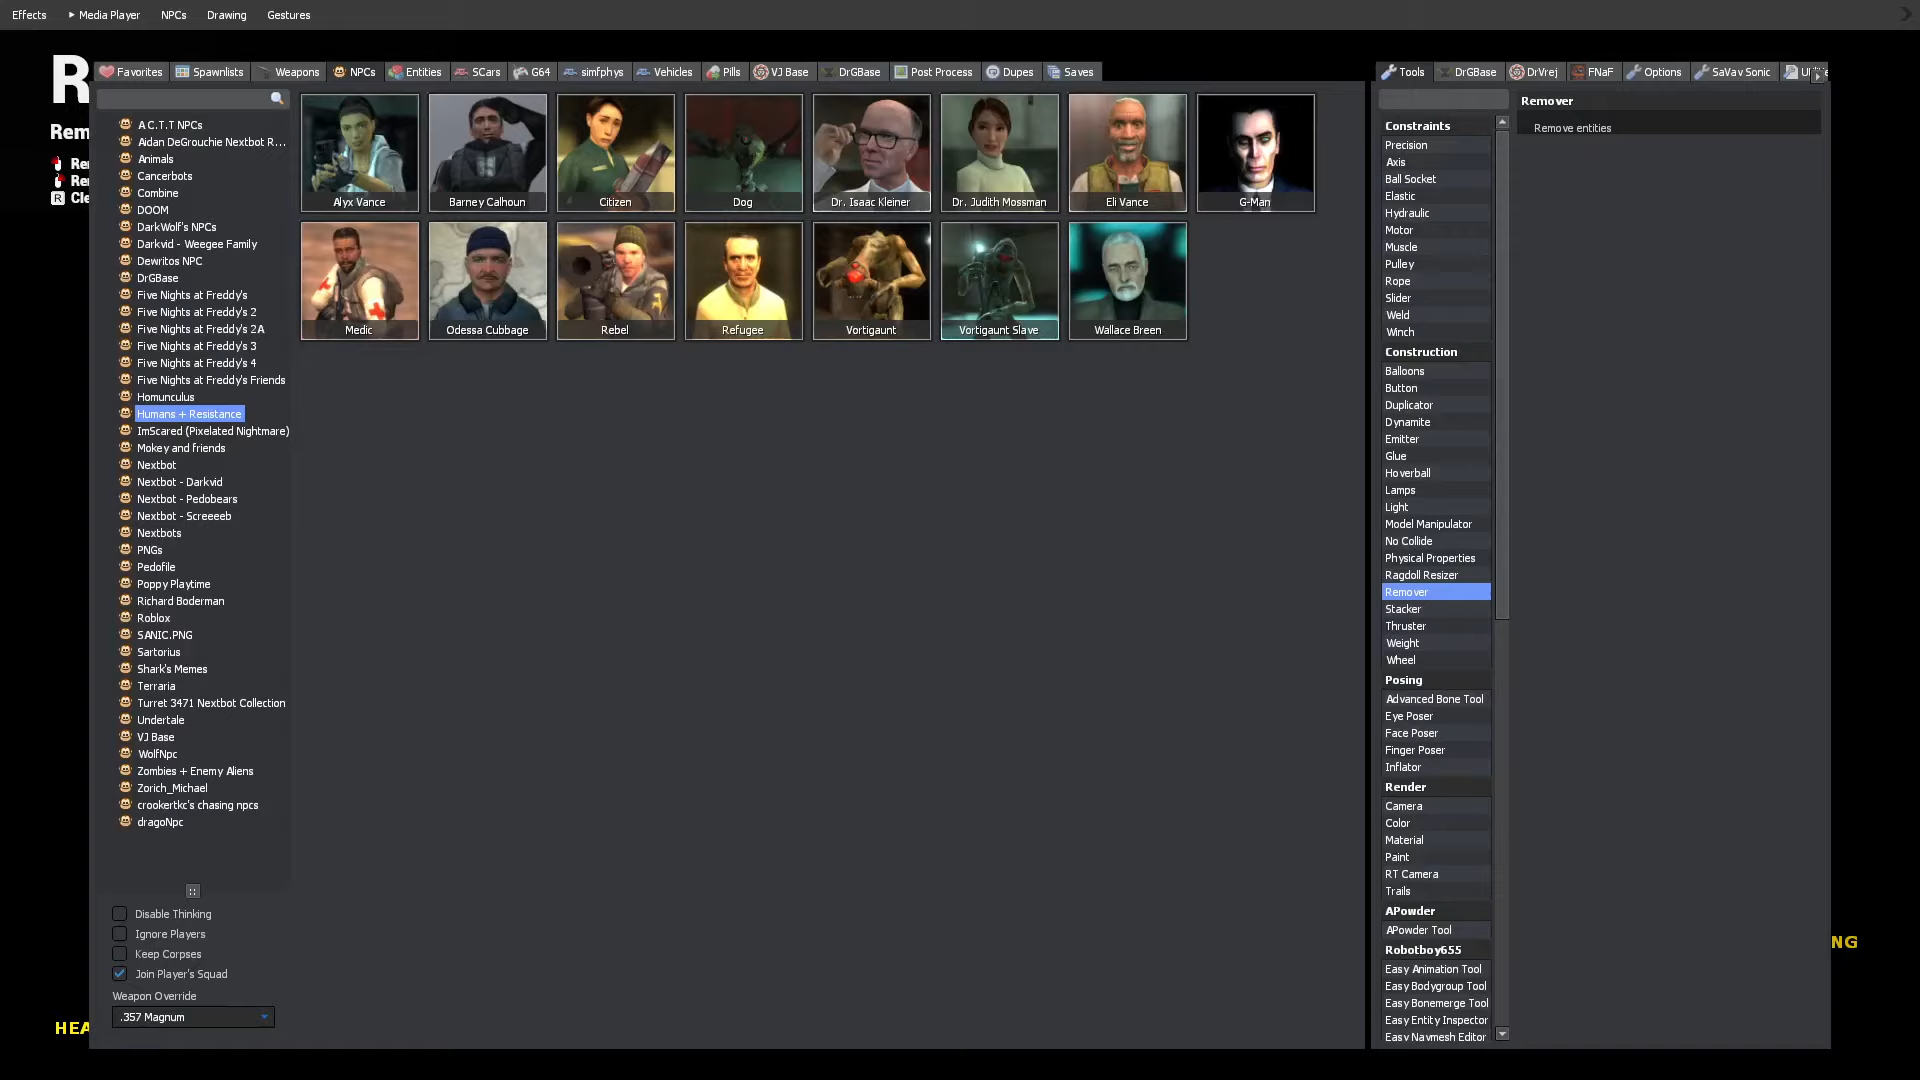 Effects
Media Player
NPCs
Drawing
Gestures
R
Rem
Re
Re
R Cle
Favorites
Spawnlists
Weapons
NPCs
Entities
SCars
G64
simfphys
Vehicles
Pills
VJ Base
DrGBase
Post Process
Dupes
Saves
A.C.T.T NPCs
Aidan DeGrouchie Nextbot R...
Animals
Cancerbots
Combine
DOOM
DarkWolf's NPCs
Darkvid - Weegee Family
Dewritos NPC
DrGBase
Five Nights at Freddy's
Five Nights at Freddy's 2
Five Nights at Freddy's 2A
Five Nights at Freddy's 3
Five Nights at Freddy's 4
Five Nights at Freddy's Friends
Homunculus
Humans + Resistance
ImScared (Pixelated Nightmare)
Mokey and friends
Nextbot
Nextbot - Darkvid
Nextbot - Pedobears
Nextbot - Screeeeb
Nextbots
PNGs
Pedofile
Poppy Playtime
Richard Boderman
Roblox
SANIC.PNG
Sartorius
Shark's Memes
Terraria
Turret 3471 Nextbot Collection
Undertale
VJ Base
WolfNpc
Zombies + Enemy Aliens
Zorich_Michael
crookertkc's chasing npcs
dragoNpc
Disable Thinking
Ignore Players
Keep Corpses
Join Player's Squad
Weapon Override
.357 Magnum
HEA
Alyx Vance
Barney Calhoun
Citizen
Dog
Dr. Isaac Kleiner
Dr. Judith Mossman
Eli Vance
G-Man
Medic
Odessa Cubbage
Rebel
Refugee
Vortigaunt
Vortigaunt Slave
Wallace Breen
Tools
DrGBase
DrVrej
FNaF
Options
SaVav Sonic
Constraints
Precision
Axis
Ball Socket
Elastic
Hydraulic
Motor
Muscle
Pulley
Rope
Slider
Weld
Winch
Construction
Balloons
Button
Duplicator
Dynamite
Emitter
Glue
Hoverball
Lamps
Light
Model Manipulator
No Collide
Physical Properties
Ragdoll Resizer
Remover
Stacker
Thruster
Weight
Wheel
Posing
Advanced Bone Tool
Eye Poser
Face Poser
Finger Poser
Inflator
Render
Camera
Color
Material
Paint
RT Camera
Trails
APowder
APowder Tool
Robotboy655
Easy Animation Tool
Easy Bodygroup Tool
Easy Bonemerge Tool
Easy Entity Inspector
Easy Navmesh Editor
Remover
Remove entities
NG